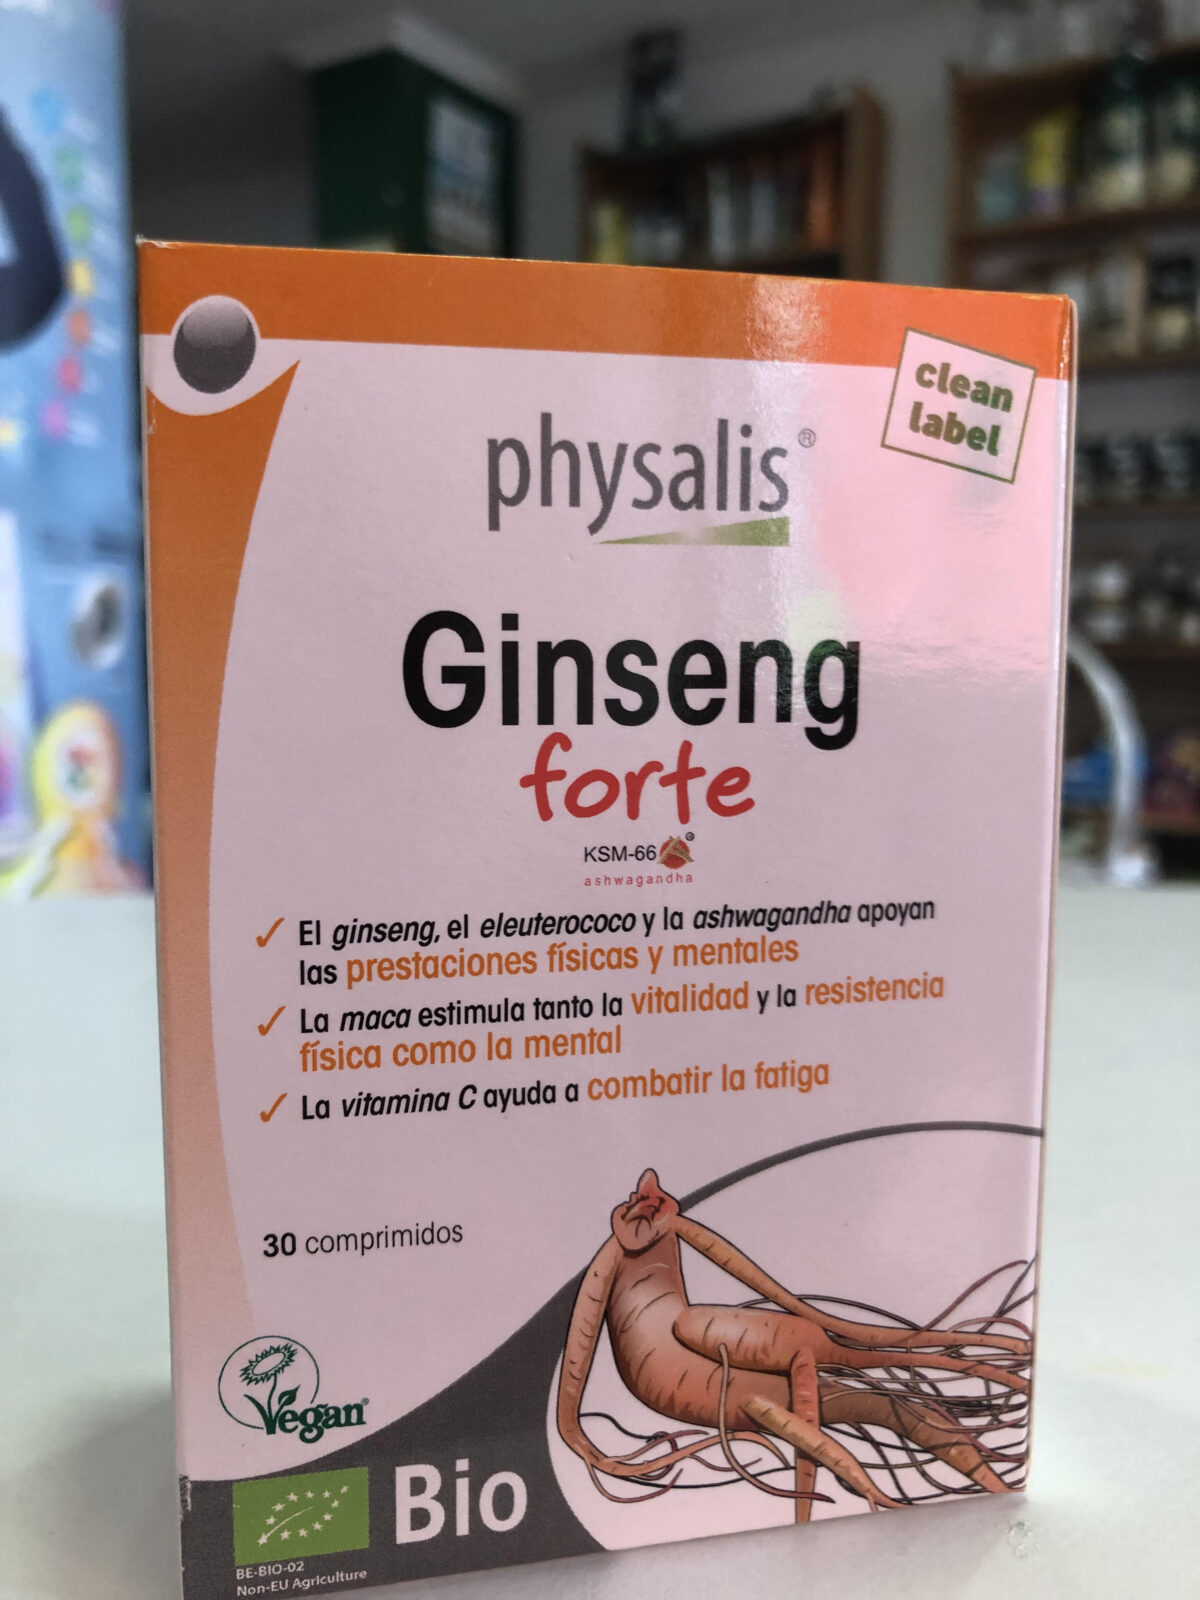 clean
label
physalis®
Ginseng
forte
KSM-66®
ashwagandha
✓ El ginseng, el eleuterococo y la ashwagandha apoyan
las prestaciones físicas y mentales
✓ La maca estimula tanto la vitalidad y la resistencia
física como la mental
✓ La vitamina C ayuda a combatir la fatiga
30 comprimidos
Vegan®
Bio
BE-BIO-02
Non-EU Agriculture